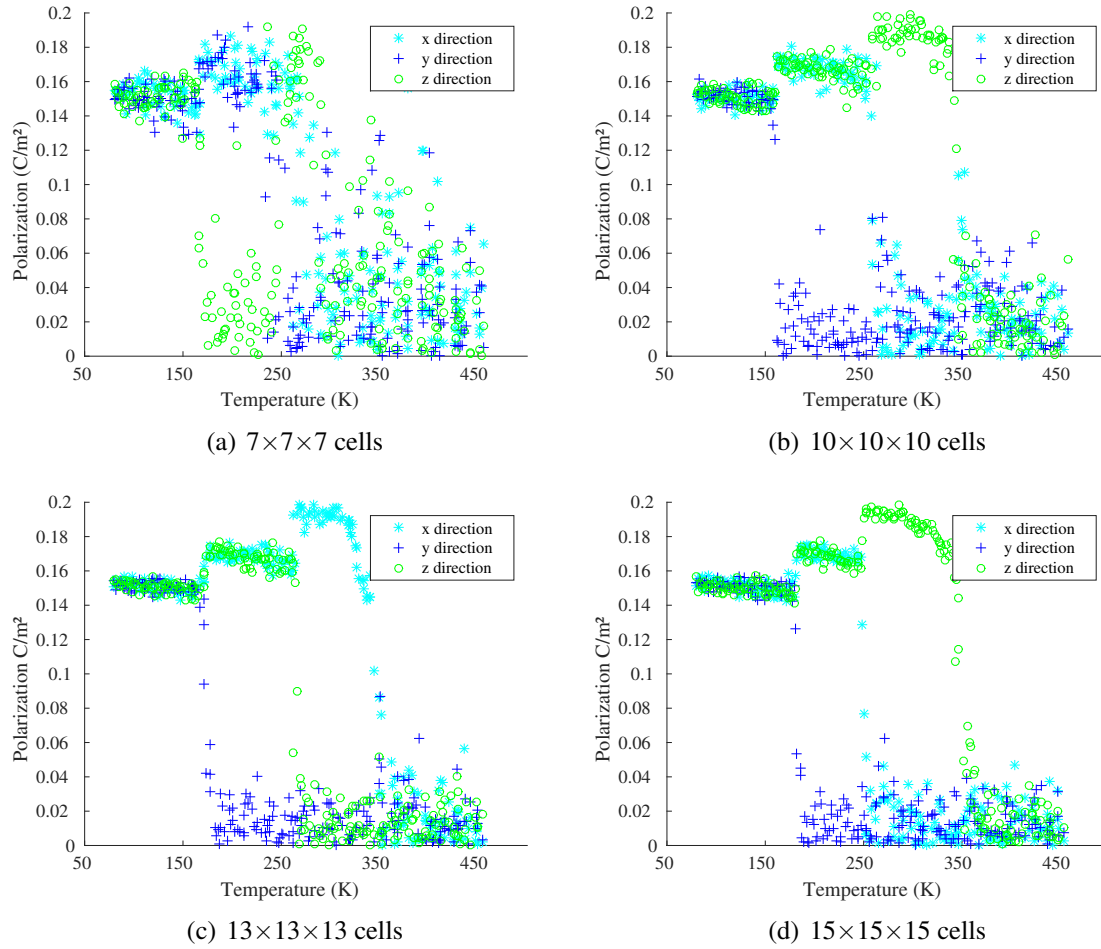 0.2
0.18
0.16
0.14
0.12
0.1
0.08
0.06
0.04
0.02
0
Polarization (C/m²)
x direction
y direction
z direction
50 150 250 350 450
Temperature (K)
(a) 7×7×7 cells
0.2
0.18
0.16
0.14
0.12
0.1
0.08
0.06
0.04
0.02
0
Polarization (C/m²)
x direction
y direction
z direction
50 150 250 350 450
Temperature (K)
(b) 10×10×10 cells
0.2
0.18
0.16
0.14
0.12
0.1
0.08
0.06
0.04
0.02
0
Polarization C/m²
x direction
y direction
z direction
50 150 250 350 450
Temperature (K)
(c) 13×13×13 cells
0.2
0.18
0.16
0.14
0.12
0.1
0.08
0.06
0.04
0.02
0
Polarization C/m²
x direction
y direction
z direction
50 150 250 350 450
Temperature (K)
(d) 15×15×15 cells